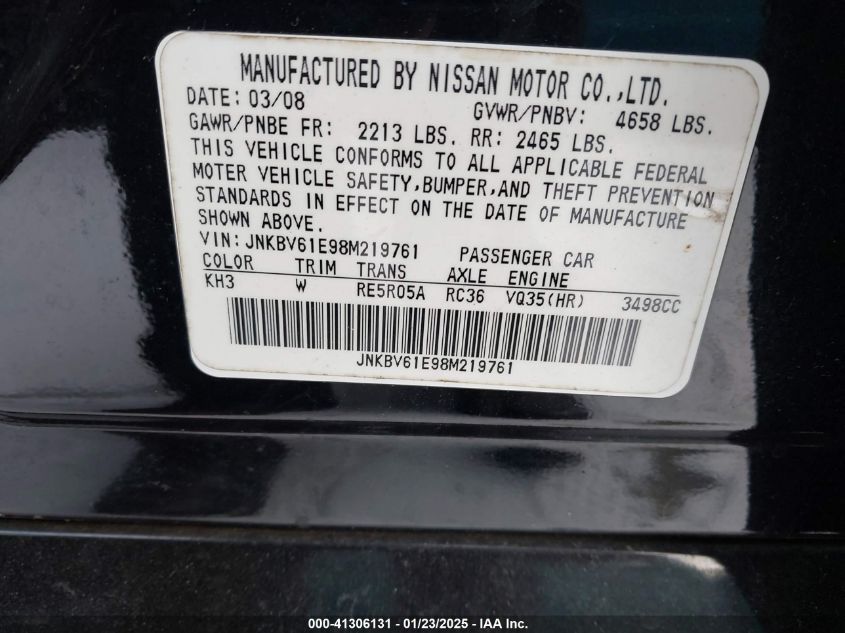 MANUFACTURED BY NISSAN MOTOR CO.,LTD.
DATE: 03/08 GVWR/PNBV: 4658 LBS.
GAWR/PNBE FR: 2213 LBS. RR: 2465 LBS.
THIS VEHICLE CONFORMS TO ALL APPLICABLE FEDERAL
MOTER VEHICLE SAFETY,BUMPER,AND THEFT PREVENTION
STANDARDS IN EFFECT ON THE DATE OF MANUFACTURE
SHOWN ABOVE.
VIN:JNKBV61E98M219761 PASSENGER CAR
COLOR TRIM TRANS AXLE ENGINE
KH3 W RE5R05A RC36 VQ35(HR) 3498CC
JNKBV61E98M219761
000-41306131 - 01/23/2025 - IAA Inc.